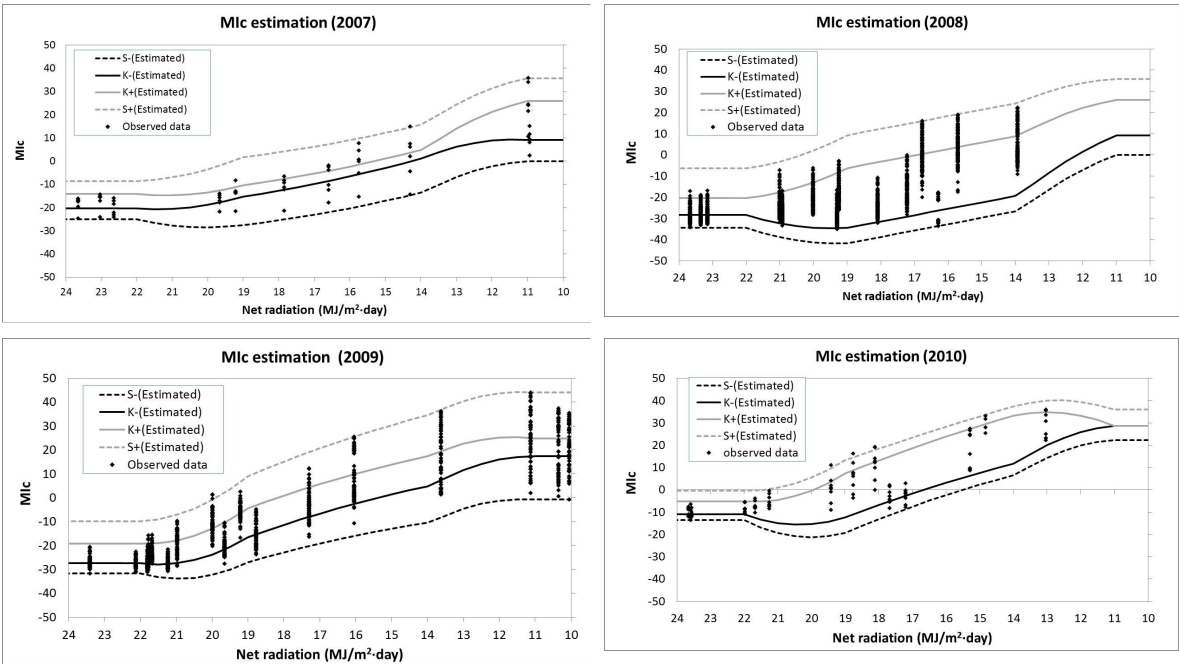 MIc estimation (2007)
S-(Estimated)
K-(Estimated)
K+(Estimated)
S+(Estimated)
Observed data
MIc
50
40
30
20
10
0
-10
-20
-30
-40
-50
24 23 22 21 20 19 18 17 16 15 14 13 12 11 10
Net radiation (MJ/m²·day)
MIc estimation (2008)
S-(Estimated)
K-(Estimated)
K+(Estimated)
S+(Estimated)
Observed data
MIc
50
40
30
20
10
0
-10
-20
-30
-40
-50
24 23 22 21 20 19 18 17 16 15 14 13 12 11 10
Net radiation (MJ/m²·day)
MIc estimation (2009)
S-(Estimated)
K-(Estimated)
K+(Estimated)
S+(Estimated)
Observed data
MIc
50
40
30
20
10
0
-10
-20
-30
-40
-50
24 23 22 21 20 19 18 17 16 15 14 13 12 11 10
Net radiation (MJ/m²·day)
MIc estimation (2010)
S-(Estimated)
K-(Estimated)
K+(Estimated)
S+(Estimated)
observed data
MIc
50
40
30
20
10
0
-10
-20
-30
-40
-50
24 23 22 21 20 19 18 17 16 15 14 13 12 11 10
Net radiation (MJ/m²·day)